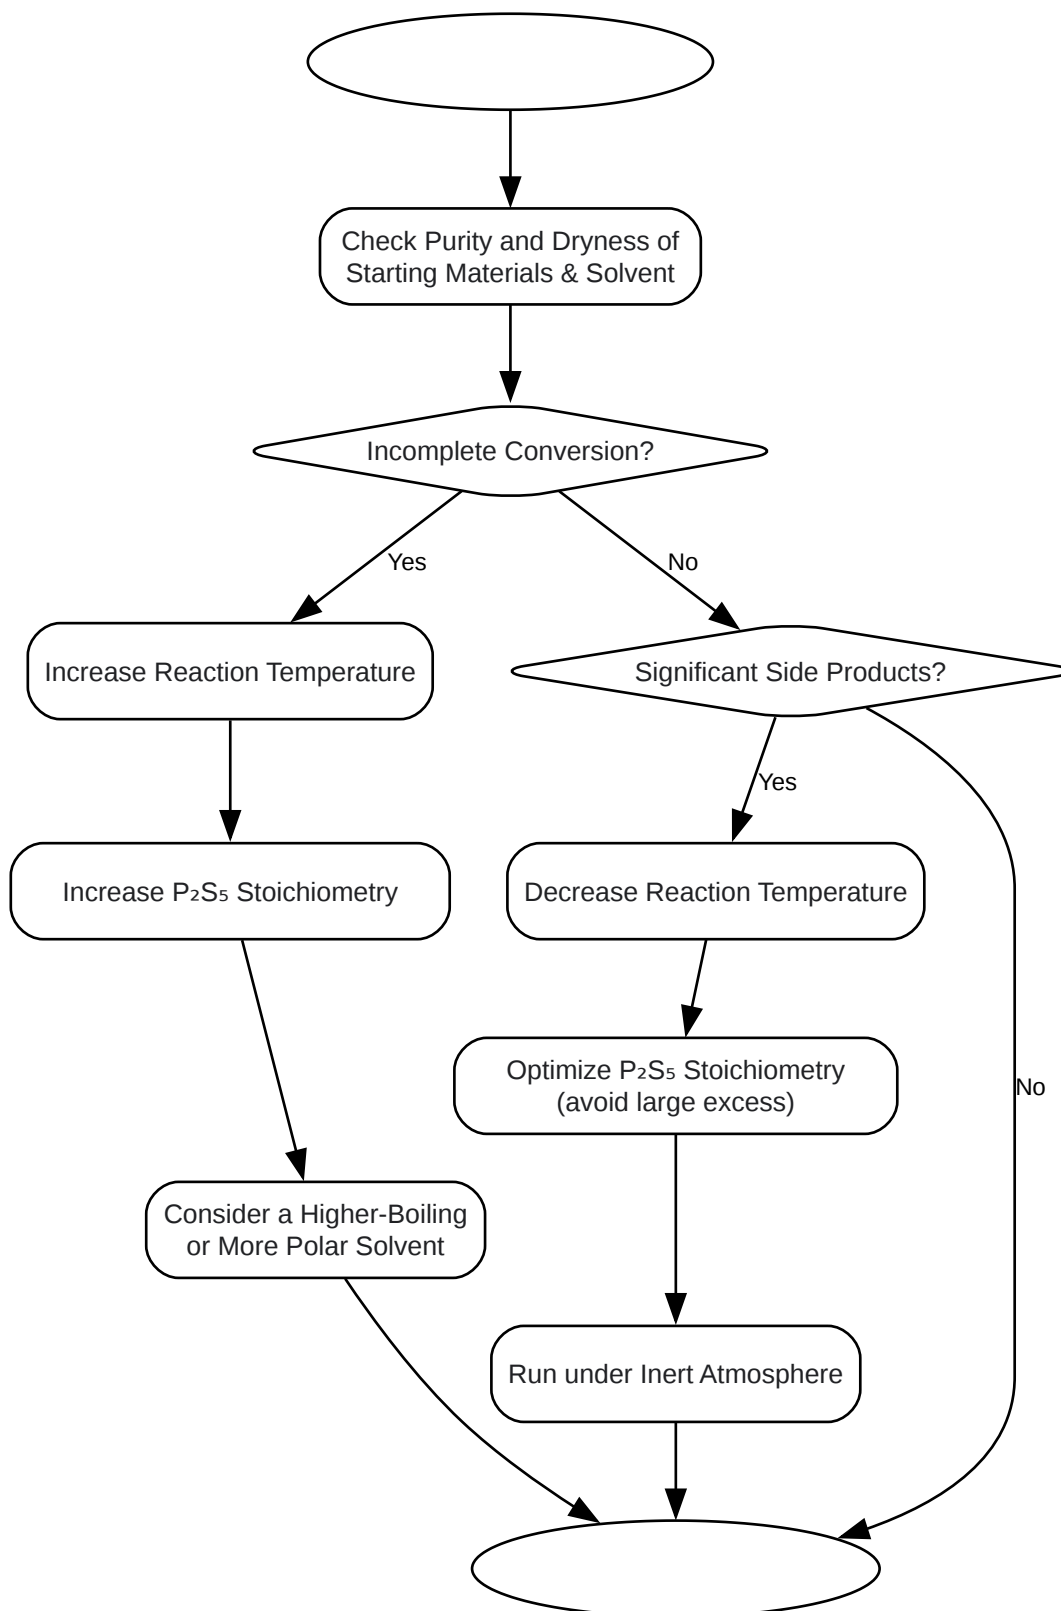 Check Purity and Dryness of
Starting Materials & Solvent
Incomplete Conversion?
Yes
No
Increase Reaction Temperature
Significant Side Products?
Yes
Increase P₂S₅ Stoichiometry
Decrease Reaction Temperature
Optimize P₂S₅ Stoichiometry
(avoid large excess)
No
Consider a Higher-Boiling
or More Polar Solvent
Run under Inert Atmosphere